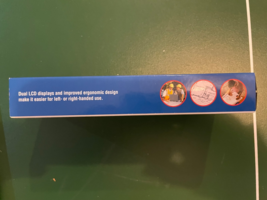 Dual LCD displays and improved ergonomic design
make it easier for left- or right-handed use.